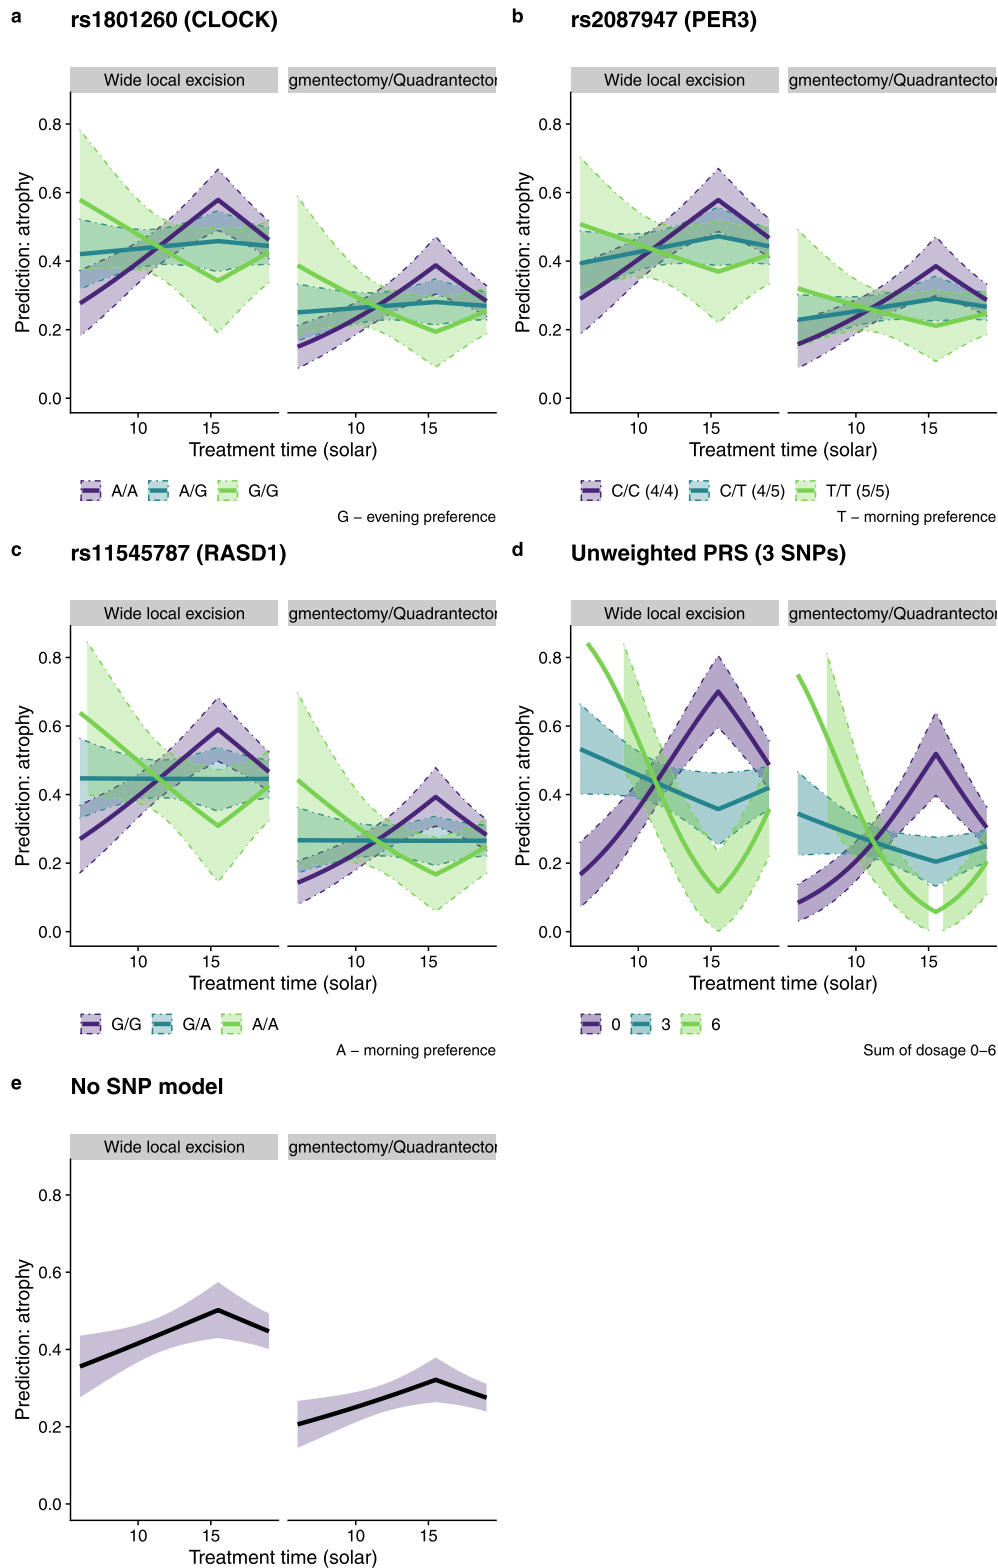 a rs1801260 (CLOCK)
Wide local excision gmentectomy/Quadrantector
0.8
0.6
0.4
0.2
0.0
Prediction: atrophy
10 15 10 15
Treatment time (solar)
A/A A/G G/G
G – evening preference
b rs2087947 (PER3)
Wide local excision gmentectomy/Quadrantector
0.8
0.6
0.4
0.2
0.0
Prediction: atrophy
10 15 10 15
Treatment time (solar)
C/C (4/4) C/T (4/5) T/T (5/5)
T – morning preference
c rs11545787 (RASD1)
Wide local excision gmentectomy/Quadrantector
0.8
0.6
0.4
0.2
0.0
Prediction: atrophy
10 15 10 15
Treatment time (solar)
G/G G/A A/A
A – morning preference
d Unweighted PRS (3 SNPs)
Wide local excision gmentectomy/Quadrantector
0.8
0.6
0.4
0.2
0.0
Prediction: atrophy
10 15 10 15
Treatment time (solar)
0 3 6
Sum of dosage 0–6
e No SNP model
Wide local excision gmentectomy/Quadrantector
0.8
0.6
0.4
0.2
0.0
Prediction: atrophy
10 15 10 15
Treatment time (solar)